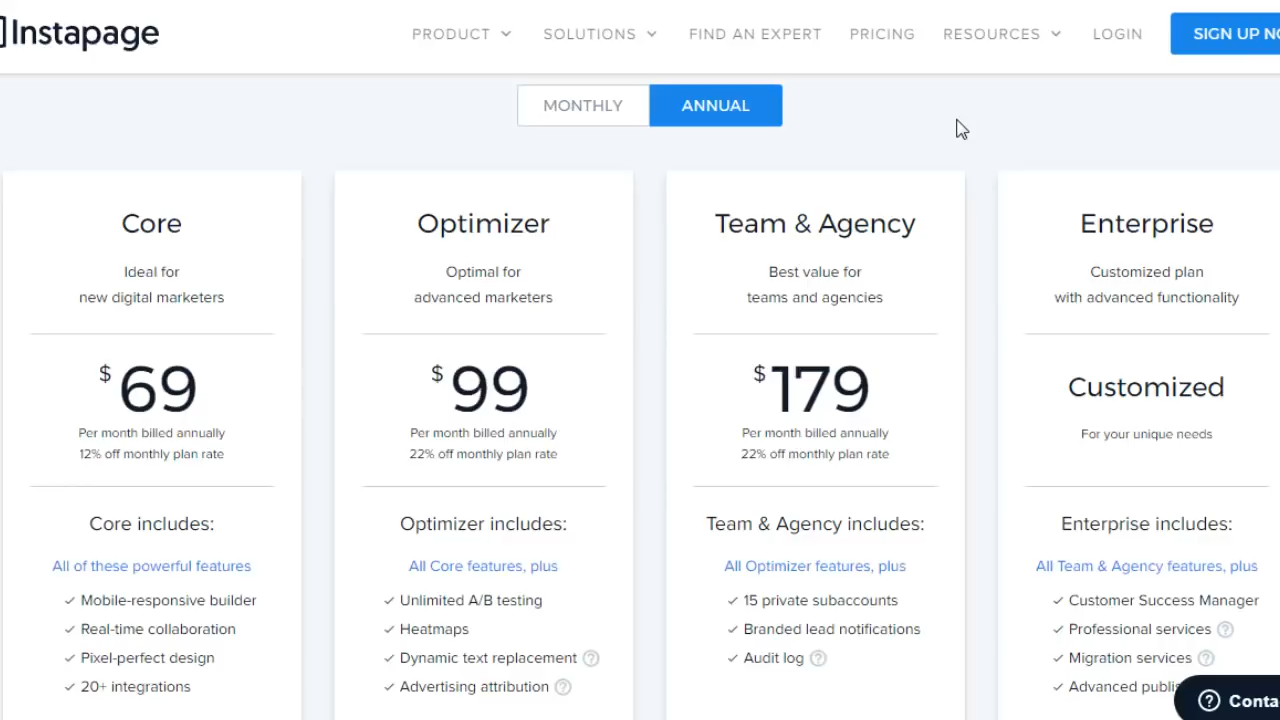 Instapage
PRODUCT
SOLUTIONS
FIND AN EXPERT
PRICING
RESOURCES
LOGIN
SIGN UP
MONTHLY
ANNUAL
Core
Ideal for
new digital marketers
$69
Per month billed annually
12% off monthly plan rate
Core includes:
All of these powerful features
✓ Mobile-responsive builder
✓ Real-time collaboration
✓ Pixel-perfect design
✓ 20+ integrations
Optimizer
Optimal for
advanced marketers
$99
Per month billed annually
22% off monthly plan rate
Optimizer includes:
All Core features, plus
✓ Unlimited A/B testing
✓ Heatmaps
✓ Dynamic text replacement ?
✓ Advertising attribution ?
Team & Agency
Best value for
teams and agencies
$179
Per month billed annually
22% off monthly plan rate
Team & Agency includes:
All Optimizer features, plus
✓ 15 private subaccounts
✓ Branded lead notifications
✓ Audit log ?
Enterprise
Customized plan
with advanced functionality
Customized
For your unique needs
Enterprise includes:
All Team & Agency features, plus
✓ Customer Success Manager
✓ Professional services ?
✓ Migration services ?
✓ Advanced
?